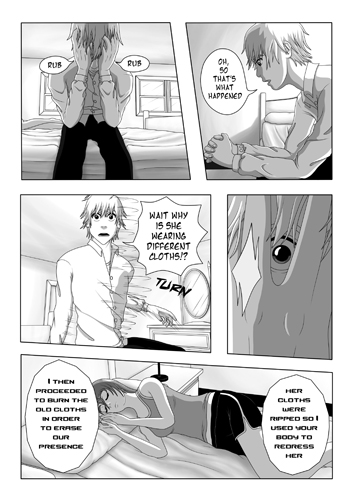 RUB
RUB
OH,
SO
THAT'S
WHAT
HAPPENED
WAIT WHY
IS SHE
WEARING
DIFFERENT
CLOTHS!?
TURN
I THEN
PROCEEDED
TO BURN THE
OLD CLOTHS
IN ORDER
TO ERASE
OUR
PRESENCE
HER
CLOTHS
WERE
RIPPED SO I
USED YOUR
BODY TO
REDRESS
HER